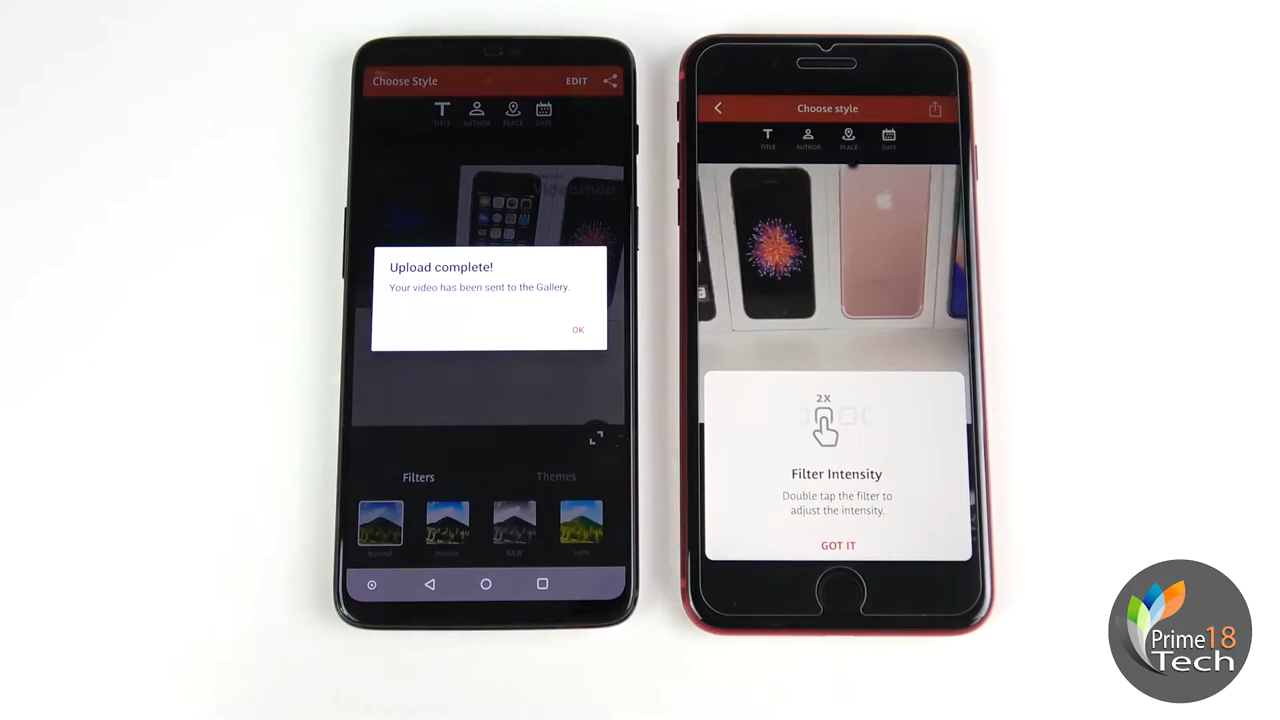 Choose Style
EDIT
TITLE
AUTHOR
PLACE
DATE
Videoshop
Upload complete!
Your video has been sent to the Gallery.
OK
Filters
Themes
Normal
Intense
B&W
Lumi
Choose style
TITLE
AUTHOR
PLACE
DATE
2X
Filter Intensity
Double tap the filter to
adjust the intensity.
GOT IT
Prime18
Tech